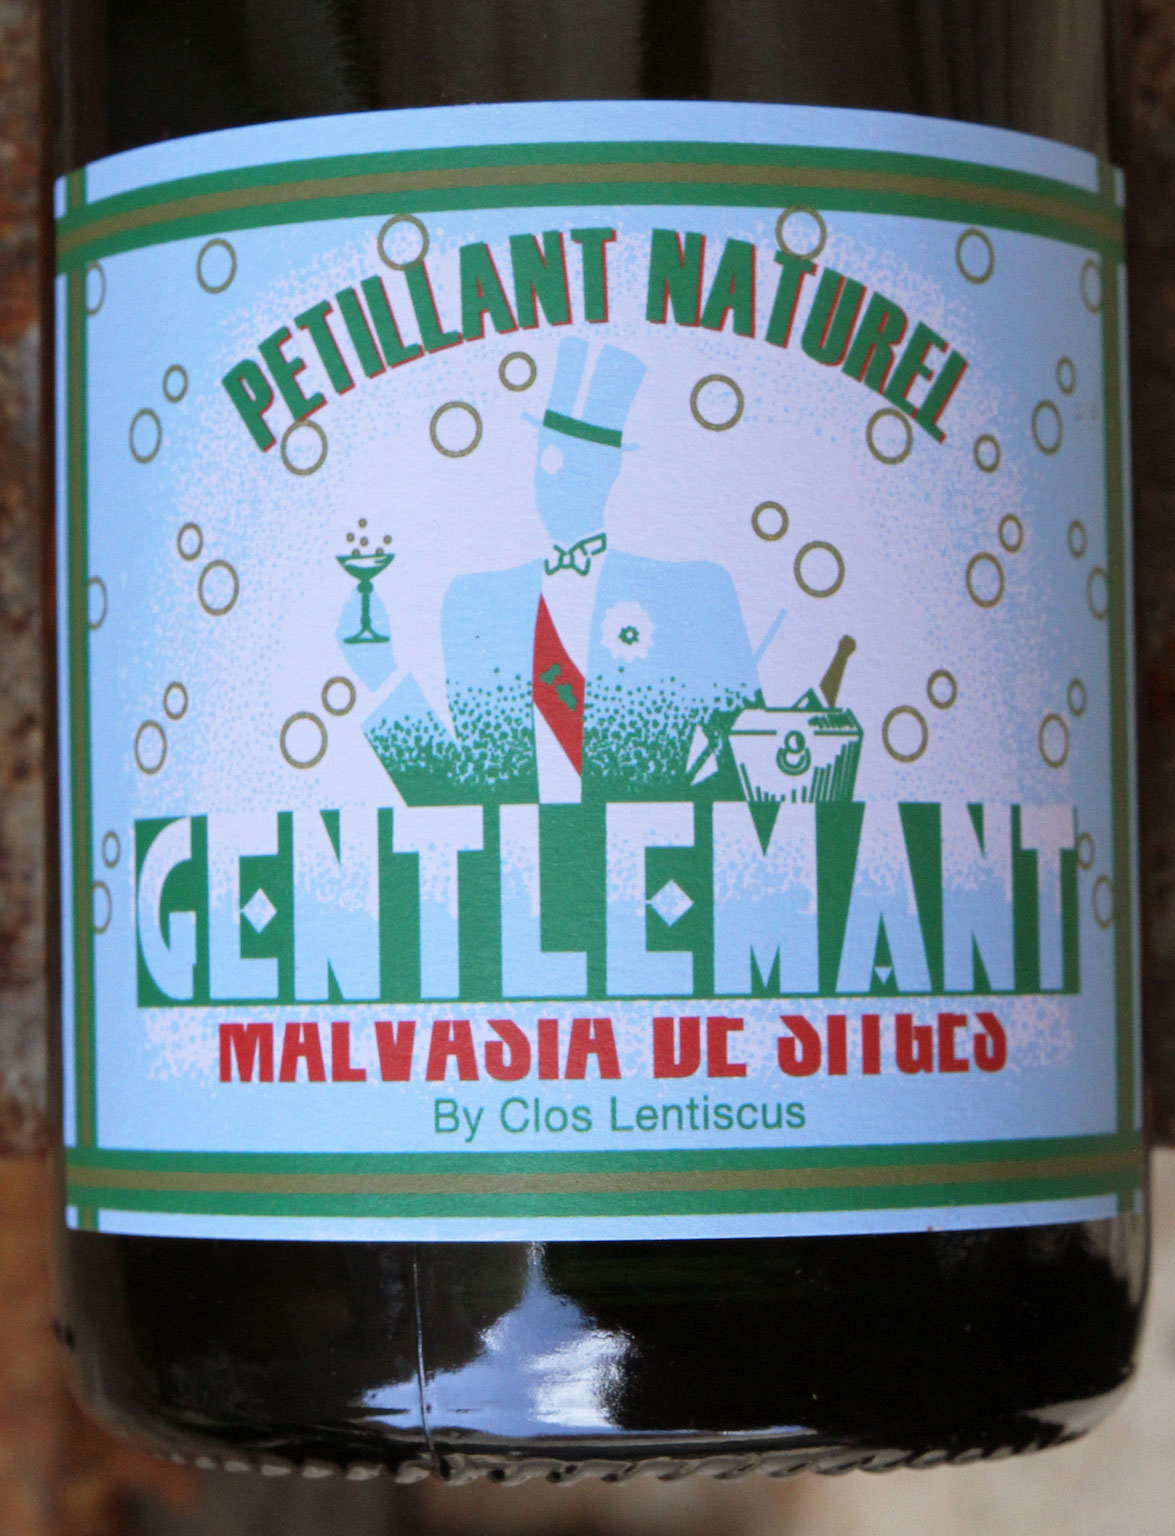 PETILLANT NATUREL
GENTLEMANT
MALVASIA DE SITGES
By Clos Lentiscus